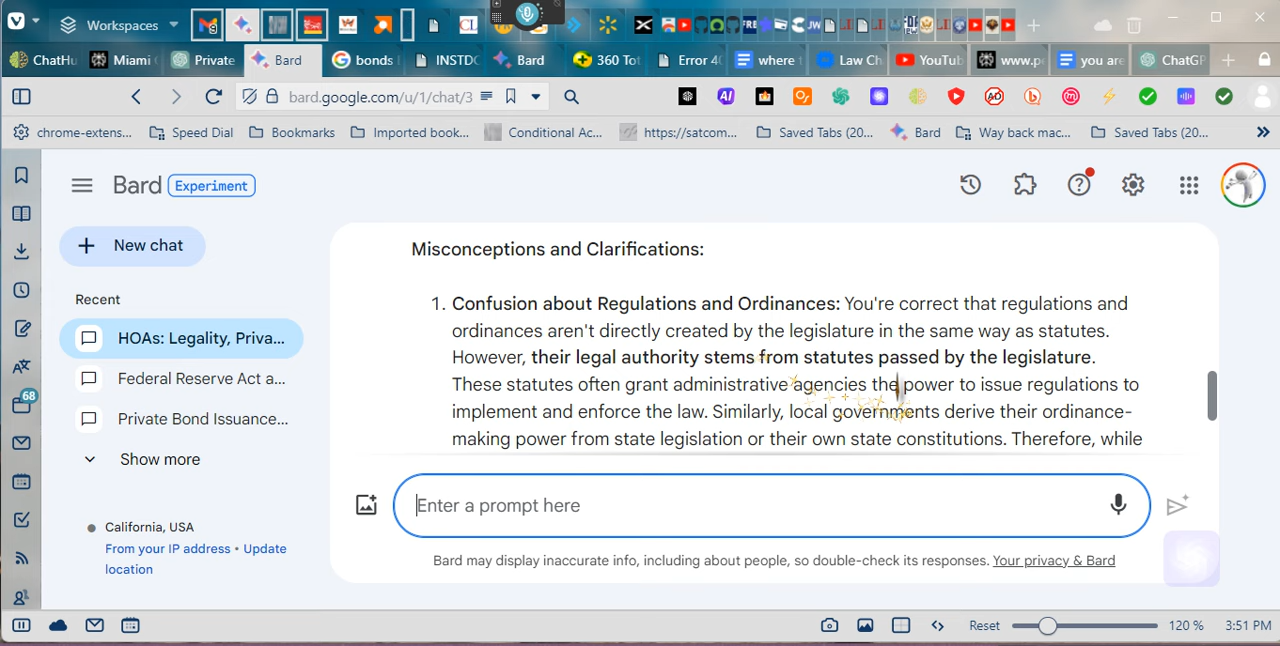 Workspaces
ChatHu
Miami
Private
Bard
bonds
INSTDC
Bard
360 Tot
Error 4
where
Law Ch
YouTub
www.p
you are
ChatGP
bard.google.com/u/1/chat/3
chrome-extens...
Speed Dial
Bookmarks
Imported book...
Conditional Ac...
https://satcom...
Saved Tabs (20...
Bard
Way back mac...
Saved Tabs (20...
Bard
Experiment
New chat
Recent
HOAs: Legality, Priva...
Federal Reserve Act a...
Private Bond Issuance...
Show more
California, USA
From your IP address • Update
location
68
Misconceptions and Clarifications:
1. Confusion about Regulations and Ordinances: You're correct that regulations and
ordinances aren't directly created by the legislature in the same way as statutes.
However, their legal authority stems from statutes passed by the legislature.
These statutes often grant administrative agencies the power to issue regulations to
implement and enforce the law. Similarly, local governments derive their ordinance-
making power from state legislation or their own state constitutions. Therefore, while
Enter a prompt here
Bard may display inaccurate info, including about people, so double-check its responses. Your privacy & Bard
Reset
120 %
3:51 PM